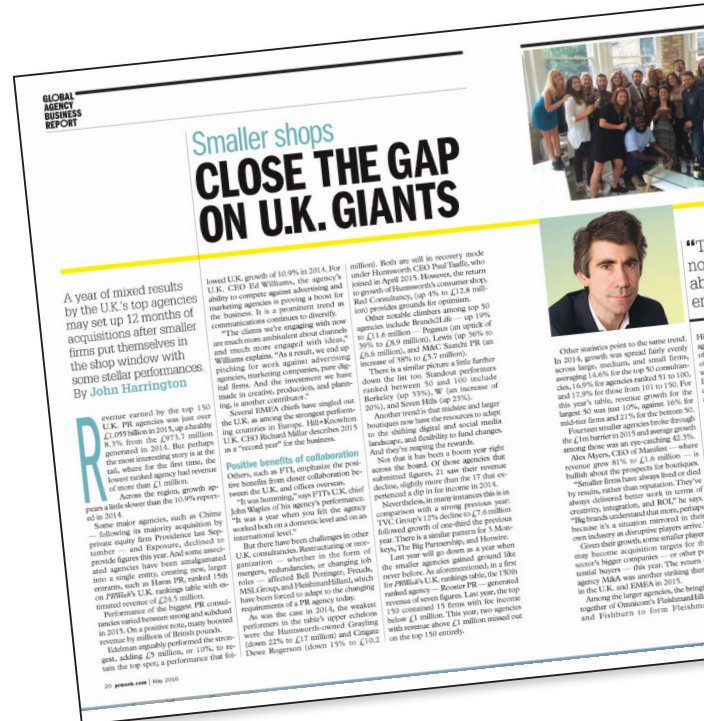 GLOBAL
AGENCY
BUSINESS
REPORT
Smaller shops
CLOSE THE GAP
ON U.K. GIANTS
A year of mixed results
by the U.K.'s top agencies
may set up 12 months of
acquisitions after smaller
firms put themselves in
the shop window with
some stellar performances.
By John Harrington
Revenue earned by the top 150
U.K. PR agencies was just over
£1.055 billion in 2015, up a healthy
8.3% from the £973.7 million
generated in 2014. But perhaps
the most interesting story is at the
tail, where for the first time, the
lowest ranked agency had revenue
of more than £1 million.
Across the region, growth ap-
pears a little slower than the 10.9% report-
ed in 2014.
Some major agencies, such as Chime
— following its majority acquisition by
private equity firm Providence last Sep-
tember — and Exposure, declined to
provide figures this year. And some associ-
ated agencies have been amalgamated
into a single entity, creating new, larger
entrants, such as Havas PR, ranked 15th
on PRWeek's U.K. rankings table with es-
timated revenue of £24.5 million.
Performance of the biggest PR consul-
tancies varied between strong and subdued
in 2015. On a positive note, many boosted
revenue by millions of British pounds.
Edelman arguably performed the stron-
gest, adding £5 million, or 10%, to re-
tain the top spot; a performance that fol-
lowed U.K. growth of 10.9% in 2014. For
U.K. CEO Ed Williams, the agency's
ability to compete against advertising and
marketing agencies is proving a boost for
the business. It is a prominent trend as
communications continues to diversify.
"The clients we're engaging with now
are much more ambivalent about channels
and much more engaged with ideas,"
Williams explains. "As a result, we end up
pitching for work against advertising
agencies, marketing companies, pure dig-
ital firms. And the investment we have
made in creative, production, and plann-
ing, is another contributor."
Several EMEA chiefs have singled out
the U.K. as among the strongest perform-
ing countries in Europe. Hill+Knowlton
U.K. CEO Richard Millar describes 2015
as a "record year" for the business.
Positive benefits of collaboration
Others, such as FTI, emphasize the posi-
tive benefits from closer collaboration be-
tween the U.K. and offices overseas.
"It was humming," says FTI's U.K. chief
John Waples of his agency's performance.
"It was a year when you felt the agency
worked both on a domestic level and on an
international level."
But there have been challenges in other
U.K. consultancies. Restructuring or reor-
ganization — whether in the form of
mergers, redundancies, or changing job
roles — affected Bell Pottinger, Freuds,
MSLGroup, and FleishmanHillard, which
have been forced to adapt to the changing
requirements of a PR agency today.
As was the case in 2014, the weakest
performers in the table's upper echelons
were the Huntsworth-owned Grayling
(down 22% to £17 million) and Citigate
Dewe Rogerson (down 15% to £10.2
million). Both are still in recovery mode
under Huntsworth CEO Paul Taaffe, who
joined in April 2015. However, the return
to growth of Huntsworth's consumer shop,
Red Consultancy, (up 4% to £12.8 mill-
ion) provides grounds for optimism.
Other notable climbers among top 50
agencies include Brands2Life – up 19%
to £11.6 million — Pegasus (an uptick of
39% to £8.9 million), Lewis (up 36% to
£6.6 million), and M&C Saatchi PR (an
increase of 38% to £5.7 million).
There is a similar picture a little further
down the list, too. Standout performers
ranked between 50 and 100 include
Berkeley (up 33%), W (an increase of
20%), and Seven Hills (up 23%).
Another trend is that midsize and larger
boutiques now have the resources to adapt
to the shifting digital and social media
landscape, and flexibility to fund changes.
And they're reaping the rewards.
Not that it has been a boom year right
across the board. Of those agencies that
submitted figures, 21 saw their revenue
decline, slightly more than the 17 that ex-
perienced a dip in fee income in 2014.
Nevertheless, in many instances this is in
comparison with a strong previous year:
TVC Group's 12% decline to £7.6 million
followed growth of one-third the previous
year. There is a similar pattern for 3 Mon-
keys, The Big Partnership, and Hotwire.
Last year will go down as a year when
the smaller agencies gained ground like
never before. As aforementioned, in a first
for PRWeek's U.K. rankings table, the 150th
ranked agency — Rooster PR — generated
revenue of seven figures. Last year, the top
150 contained 15 firms with fee income
below £1 million. This year, two agencies
with revenue above £1 million missed out
on the top 150 entirely.
Other statistics point to the same trend.
In 2014, growth was spread fairly evenly
across large, medium, and small firms,
averaging 14.6% for the top 50 consultan-
cies, 16.9% for agencies ranked 51 to 100,
and 17.9% for those from 101 to 150. For
this year's table, revenue growth for the
largest 50 was just 10%, against 16% for
mid-tier firms and 21% for the bottom 50.
Fourteen smaller agencies broke through
the £1m barrier in 2015 and average growth
among those was an eye-catching 42.3%.
Alex Myers, CEO of Manifest — where
revenue grew 81% to £1.6 million — is
bullish about the prospects for boutiques.
"Smaller firms have always lived or died
by results, rather than reputation. They've
always delivered better work in terms of
creativity, integration, and ROI," he says.
"Big brands understand that more, perhaps
because it's a situation mirrored in their
own industry as disruptive players arrive."
Given their growth, some smaller player
may become acquisition targets for th
sector's bigger companies — or other p
tential buyers — this year. The return
agency M&A was another striking them
in the U.K. and EMEA in 2015.
Among the larger agencies, the bringi
together of Omnicom's FleishmanHilla
and Fishburn to form Fleishm
"T
no
ab
en
20 prweek.com | May 2016